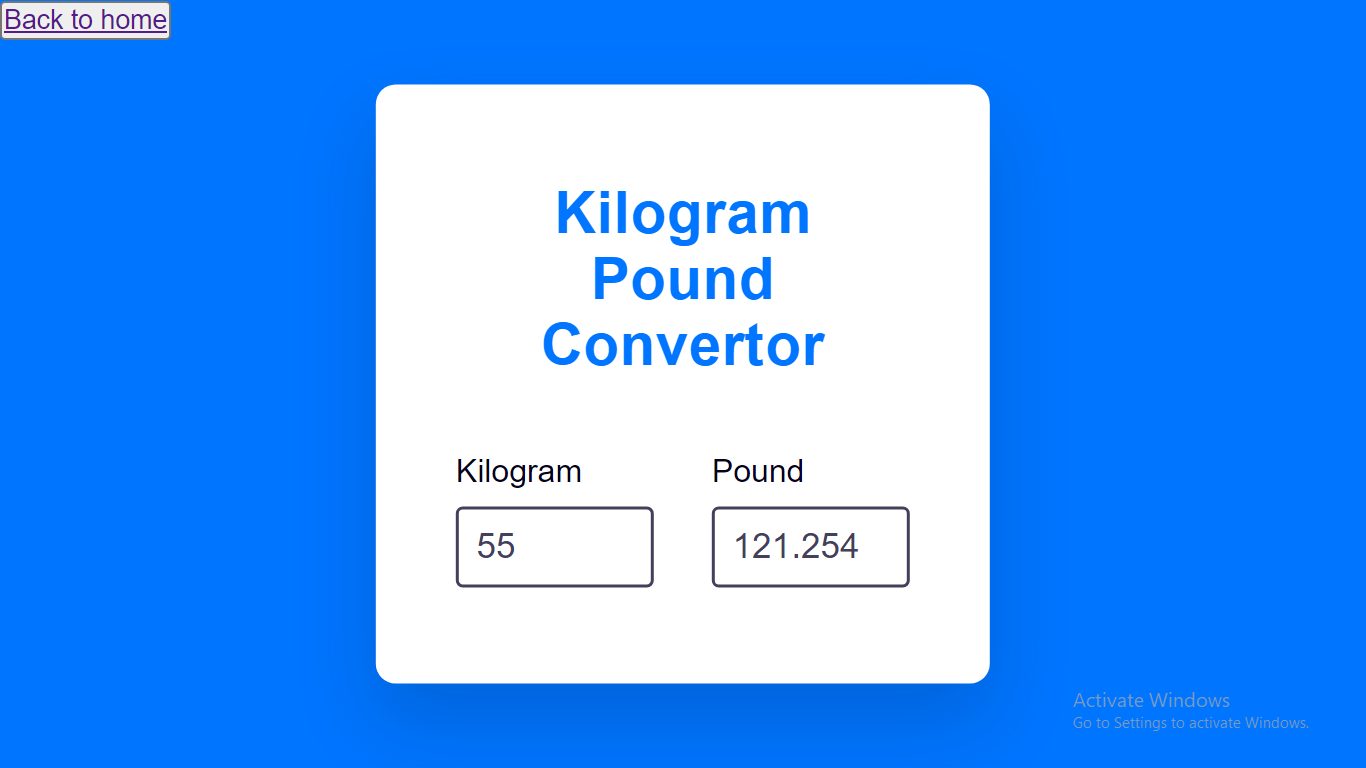 Back to home
Kilogram
Pound
Convertor
Kilogram
Pound
55
121.254
Activate Windows
Go to Settings to activate Windows.